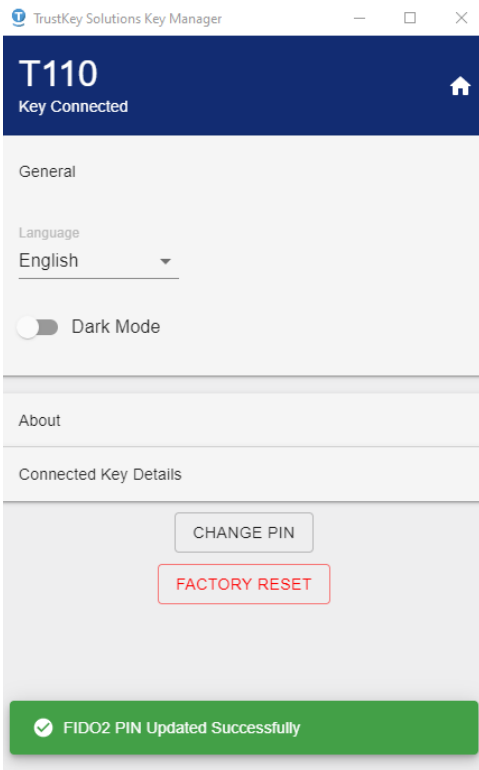 TrustKey Solutions Key Manager
T110
Key Connected
General
Language
English
Dark Mode
About
Connected Key Details
CHANGE PIN
FACTORY RESET
FIDO2 PIN Updated Successfully